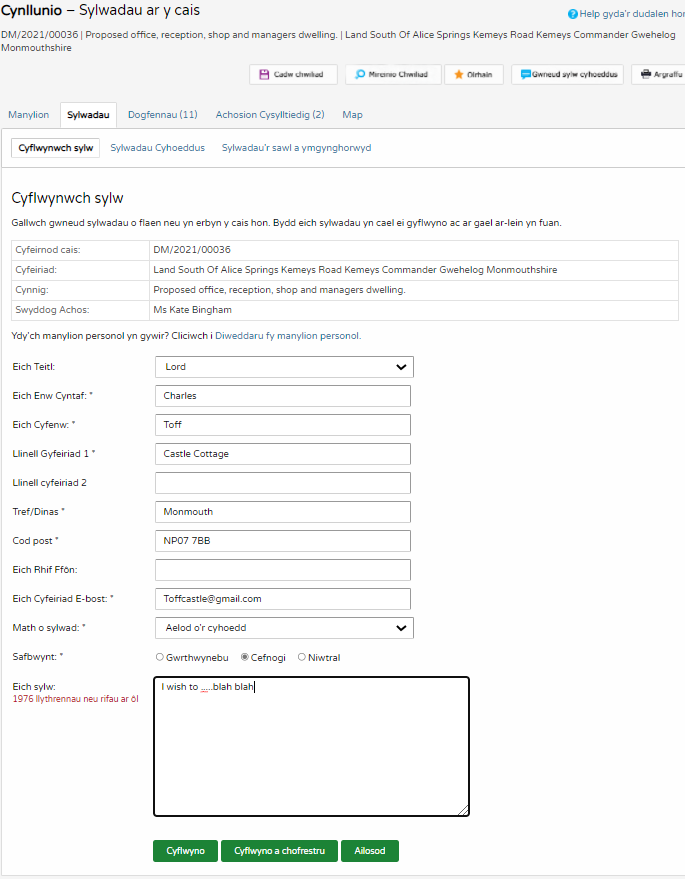 Cynllunio – Sylwadau ar y cais
Help gyda'r dudalen hon
DM/2021/00036 | Proposed office, reception, shop and managers dwelling. | Land South Of Alice Springs Kemeys Road Kemeys Commander Gwehelog
Monmouthshire
Cadw chwiliad
Mireinio Chwiliad
Olrhain
Gwneud sylw cyhoeddus
Argraffu
Manylion
Sylwadau
Dogfennau (11)
Achosion Cysylltiedig (2)
Map
Cyflwynwch sylw
Sylwadau Cyhoeddus
Sylwadau'r sawl a ymgynghorwyd
Cyflwynwch sylw
Gallwch gwneud sylwadau o flaen neu yn erbyn y cais hon. Bydd eich sylwadau yn cael ei gyflwyno ac ar gael ar-lein yn fuan.
Cyfeirnod cais: DM/2021/00036
Cyfeiriad: Land South Of Alice Springs Kemeys Road Kemeys Commander Gwehelog Monmouthshire
Cynnig: Proposed office, reception, shop and managers dwelling.
Swyddog Achos: Ms Kate Bingham
Ydy'ch manylion personol yn gywir? Cliciwch i Diweddaru fy manylion personol.
Eich Teitl: Lord
Eich Enw Cyntaf: * Charles
Eich Cyfenw: * Toff
Llinell Gyfeiriad 1 * Castle Cottage
Llinell cyfeiriad 2
Tref/Dinas * Monmouth
Cod post * NP07 7BB
Eich Rhif Ffôn:
Eich Cyfeiriad E-bost: * Toffcastle@gmail.com
Math o sylwad: * Aelod o'r cyhoedd
Safbwynt: * Gwrthwynebu Cefnogi Niwtral
Eich sylw: I wish to .....blah blah
1976 llythrennau neu rifau ar ôl
Cyflwyno
Cyflwyno a chofrestru
Ailosod